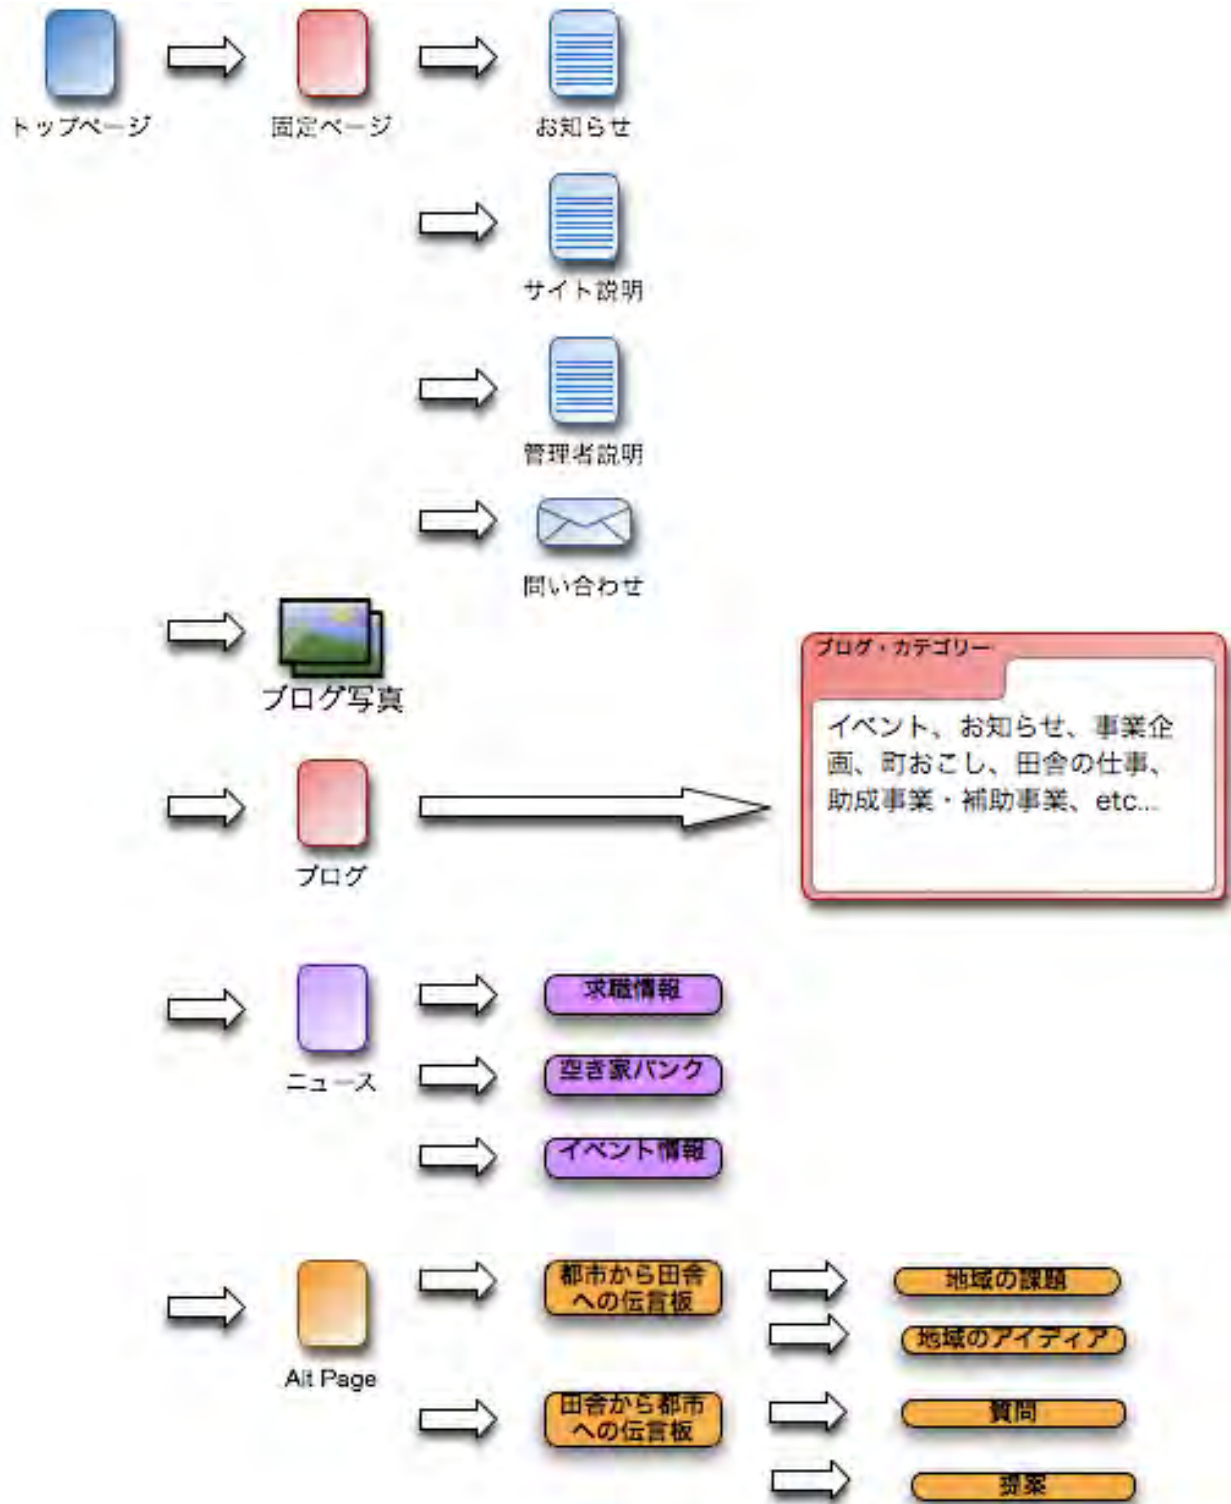 トップページ
固定ページ
お知らせ
サイト説明
管理者説明
問い合わせ
ブログ写真
ブログ・カテゴリー
イベント、お知らせ、事業企
画、町おこし、田舎の仕事、
助成事業・補助事業、etc...
ブログ
ニュース
求職情報
空き家バンク
イベント情報
Alt Page
都市から田舎
への伝言板
地域の課題
地域のアイディア
田舎から都市
への伝言板
質問
提案